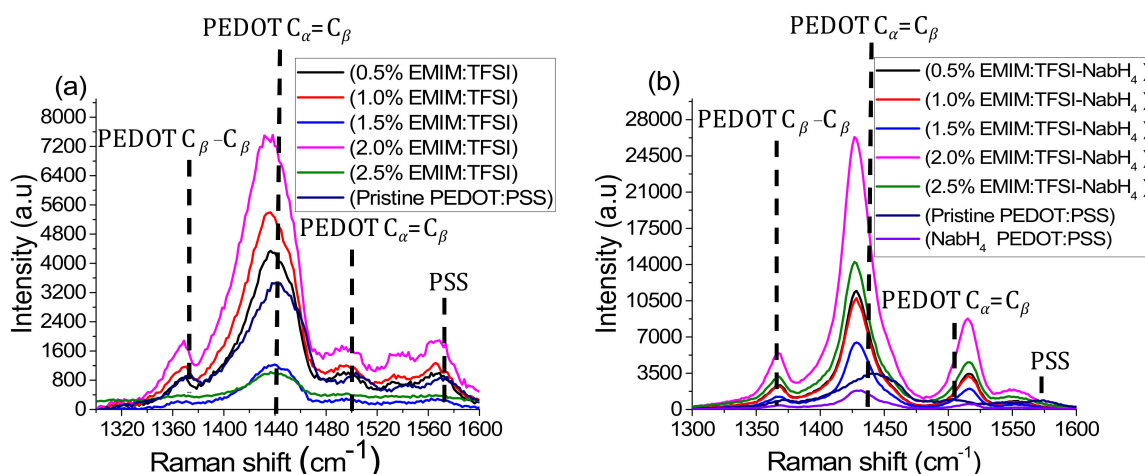 PEDOT Cα=Cβ
(a)
(0.5% EMIM:TFSI)
(1.0% EMIM:TFSI)
(1.5% EMIM:TFSI)
(2.0% EMIM:TFSI)
(2.5% EMIM:TFSI)
(Pristine PEDOT:PSS)
PEDOT Cβ–Cβ
PEDOT Cα=Cβ
PSS
Intensity (a.u)
8000
7200
6400
5600
4800
4000
3200
2400
1600
800
0
1320 1360 1400 1440 1480 1520 1560 1600
Raman shift (cm⁻¹)
PEDOT Cα=Cβ
(b)
(0.5% EMIM:TFSI-NabH₄)
(1.0% EMIM:TFSI-NabH₄)
(1.5% EMIM:TFSI-NabH₄)
(2.0% EMIM:TFSI-NabH₄)
(2.5% EMIM:TFSI-NabH₄)
(Pristine PEDOT:PSS)
(NabH₄ PEDOT:PSS)
PEDOT Cβ–Cβ
PEDOT Cα=Cβ
PSS
Intensity (a.u)
28000
24500
21000
17500
14000
10500
7000
3500
0
1300 1350 1400 1450 1500 1550 1600
Raman shift (cm⁻¹)